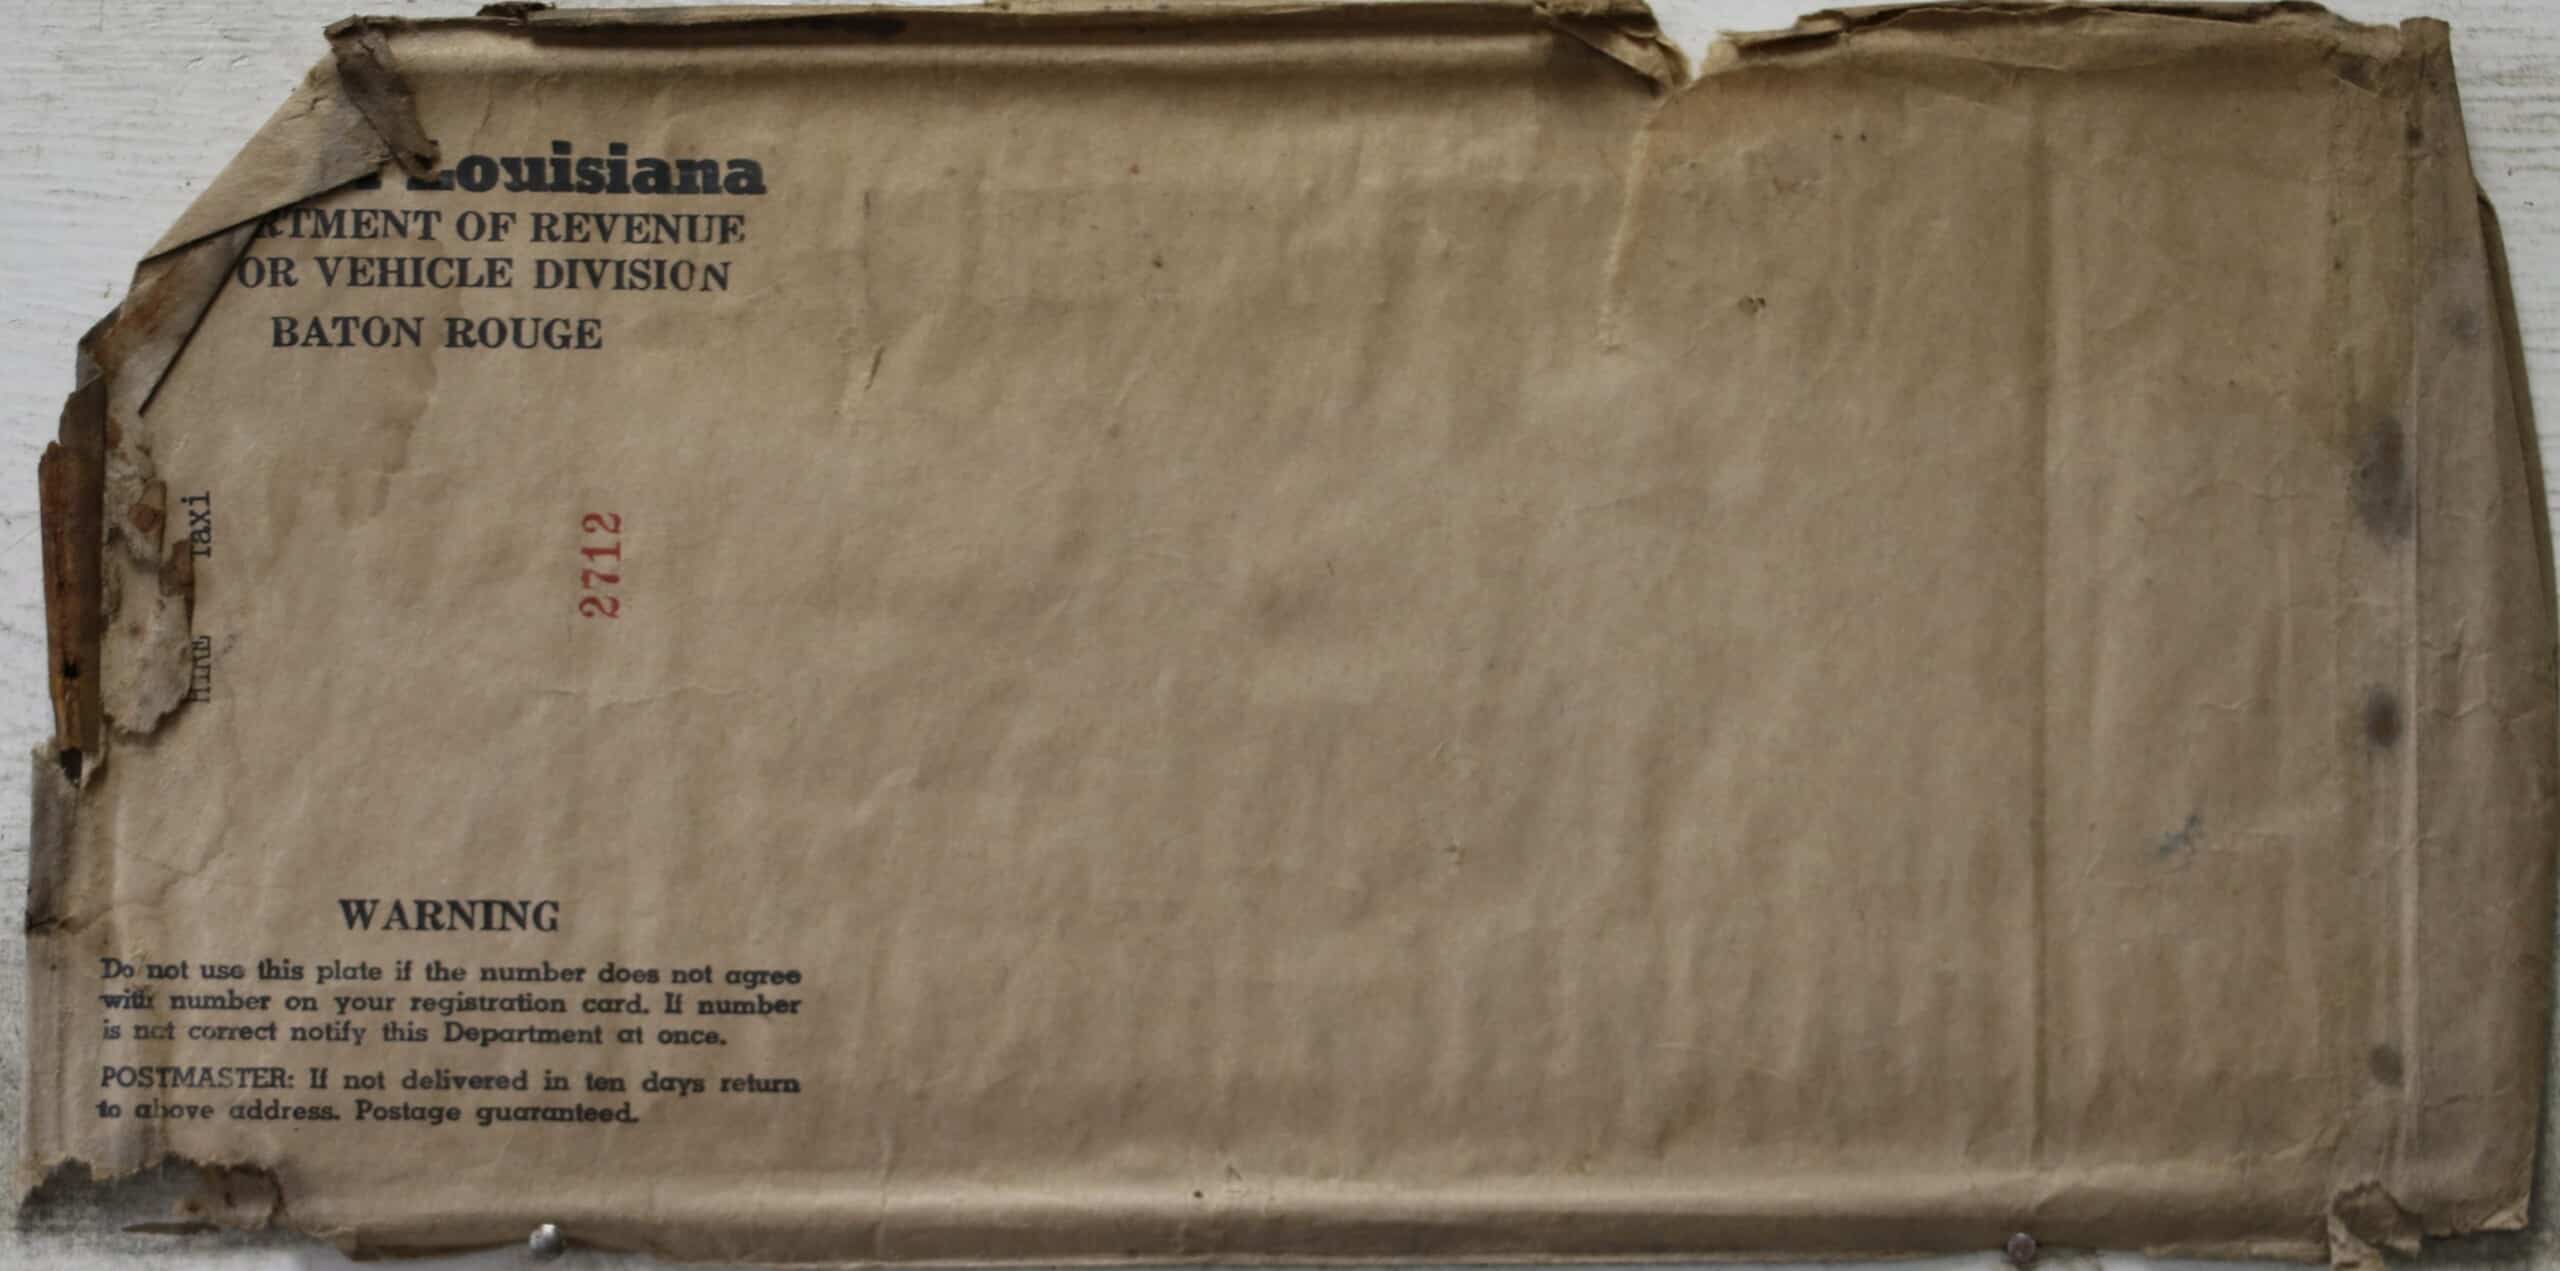 Louisiana
RTMENT OF REVENUE
OR VEHICLE DIVISION
BATON ROUGE
Taxi
2712
WARNING
Do not use this plate if the number does not agree
with number on your registration card. If number
is not correct notify this Department at once.
POSTMASTER: If not delivered in ten days return
to above address. Postage guaranteed.